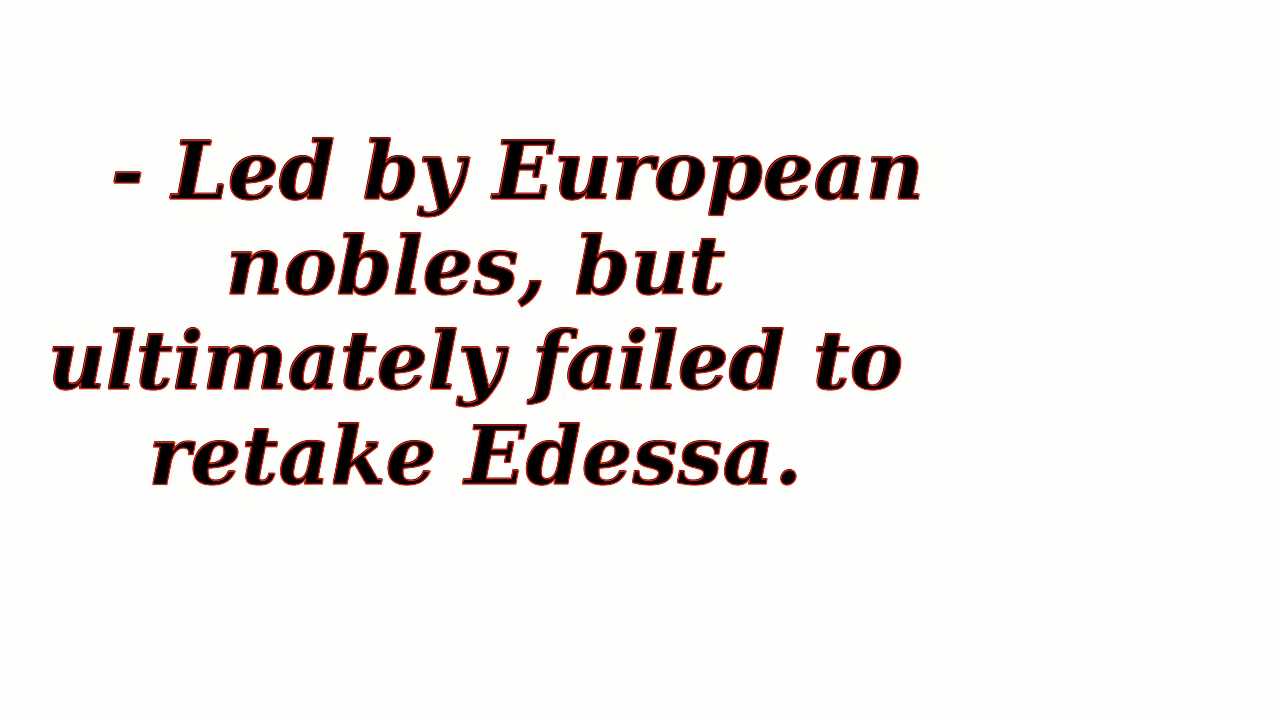 - Led by European
nobles, but
ultimately failed to
retake Edessa.